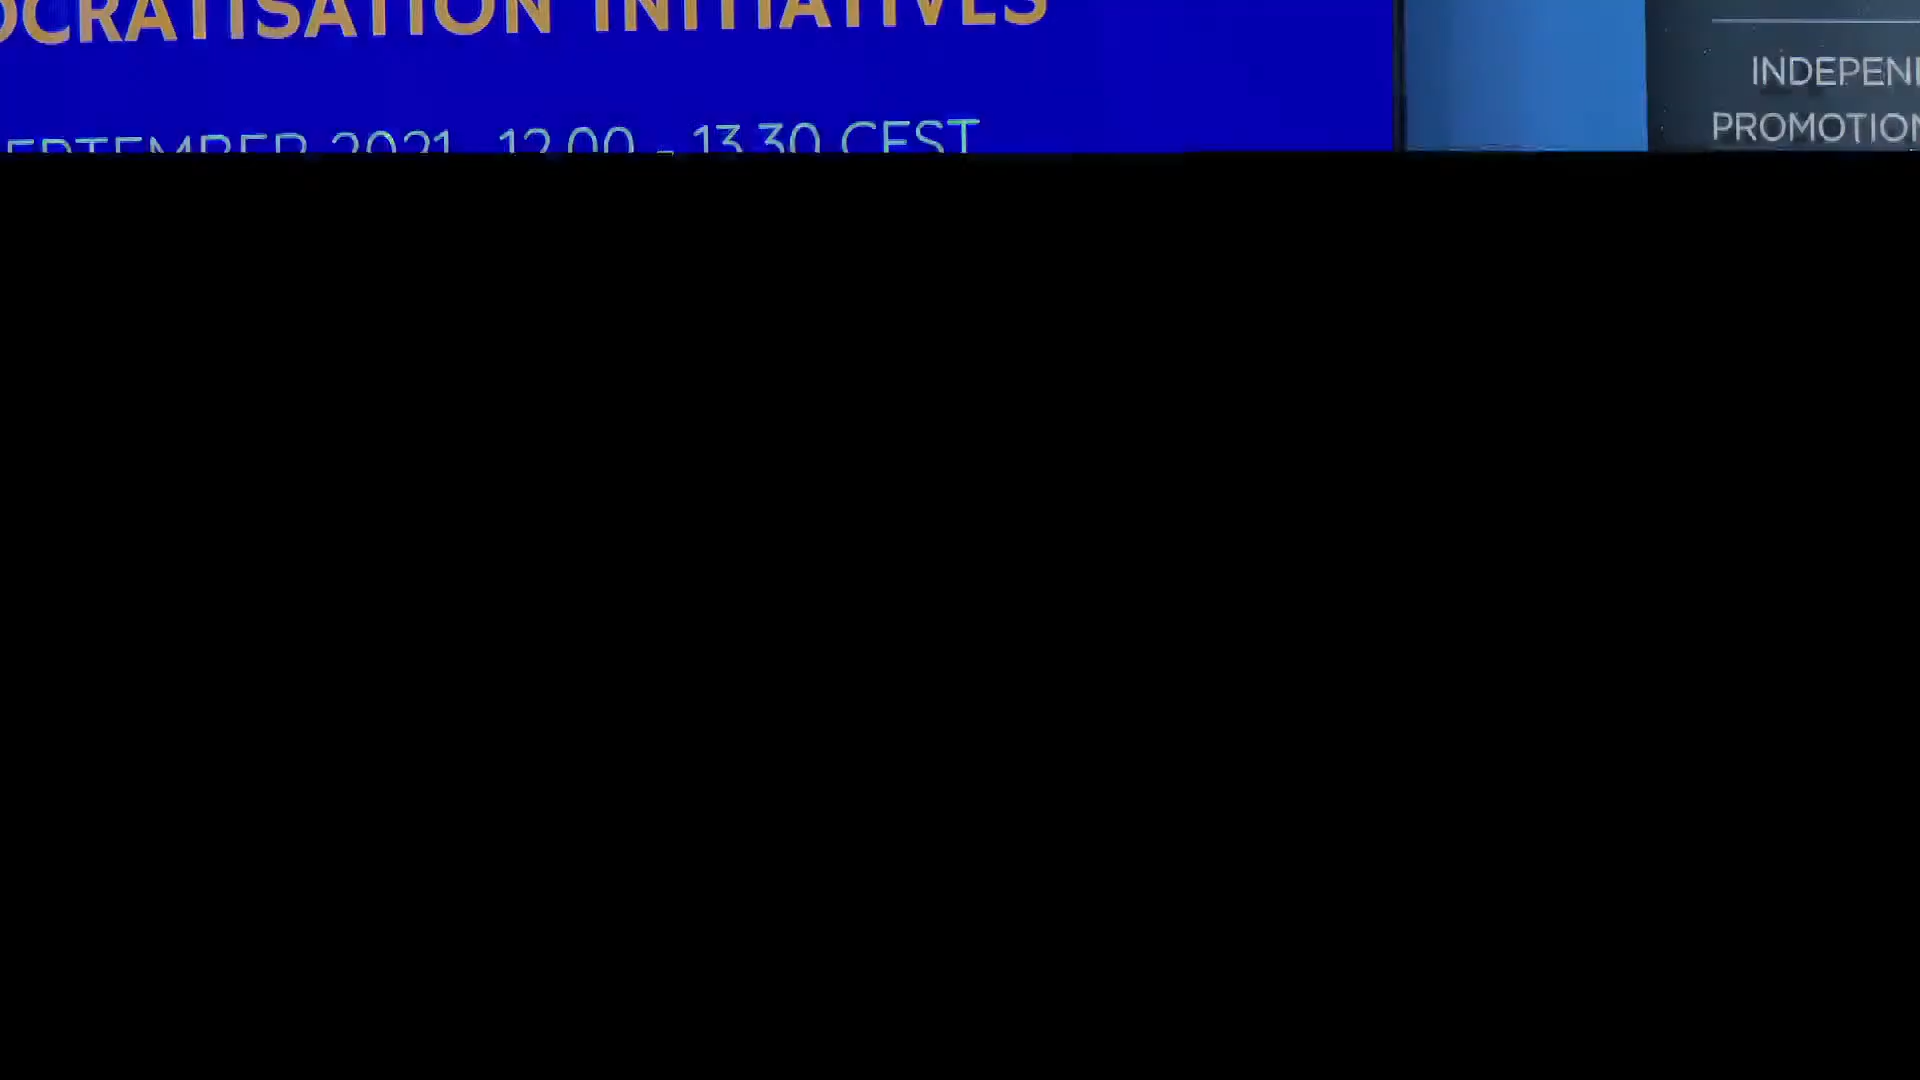 OCRATISATION INITIATIVES
EPTEMBER 2021, 12.00 - 13.30 CEST
INDEPEN
PROMOTION